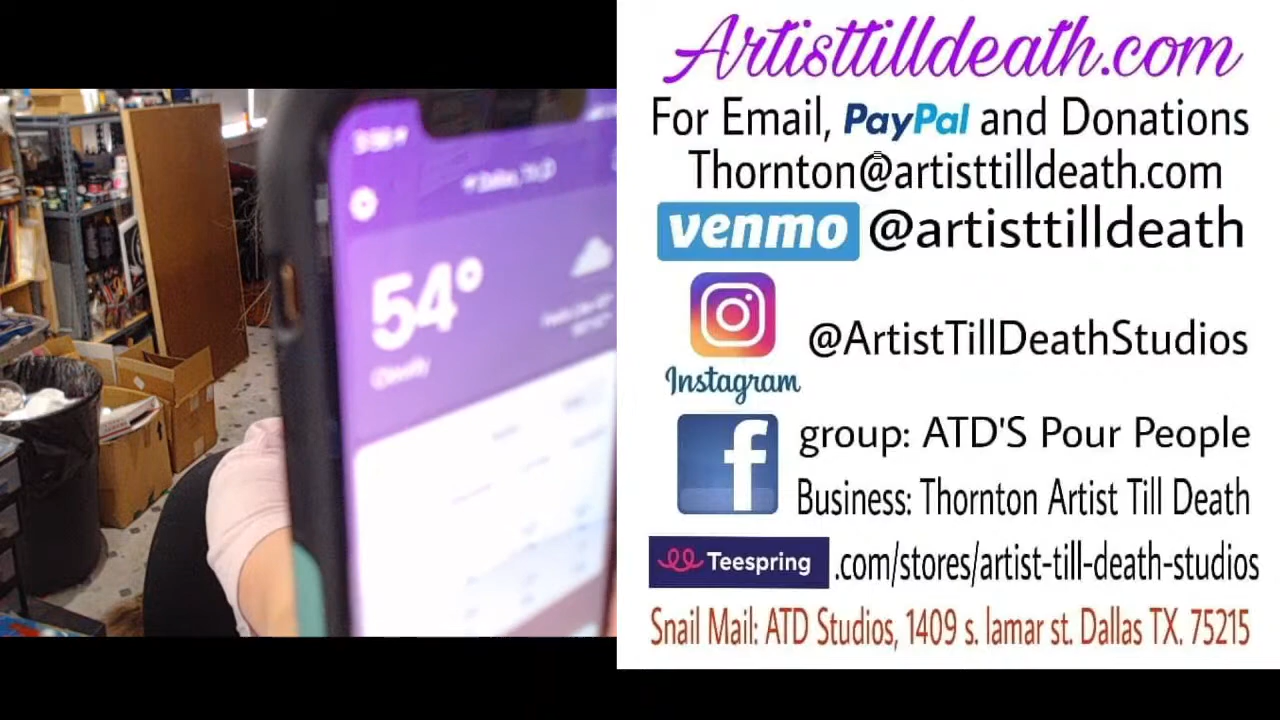 54°
Cloudy
Artisttilldeath.com
For Email, PayPal and Donations
Thornton@artisttilldeath.com
venmo @artisttilldeath
@ArtistTillDeathStudios
Instagram
f group: ATD'S Pour People
Business: Thornton Artist Till Death
Teespring .com/stores/artist-till-death-studios
Snail Mail: ATD Studios, 1409 s. lamar st. Dallas TX. 75215